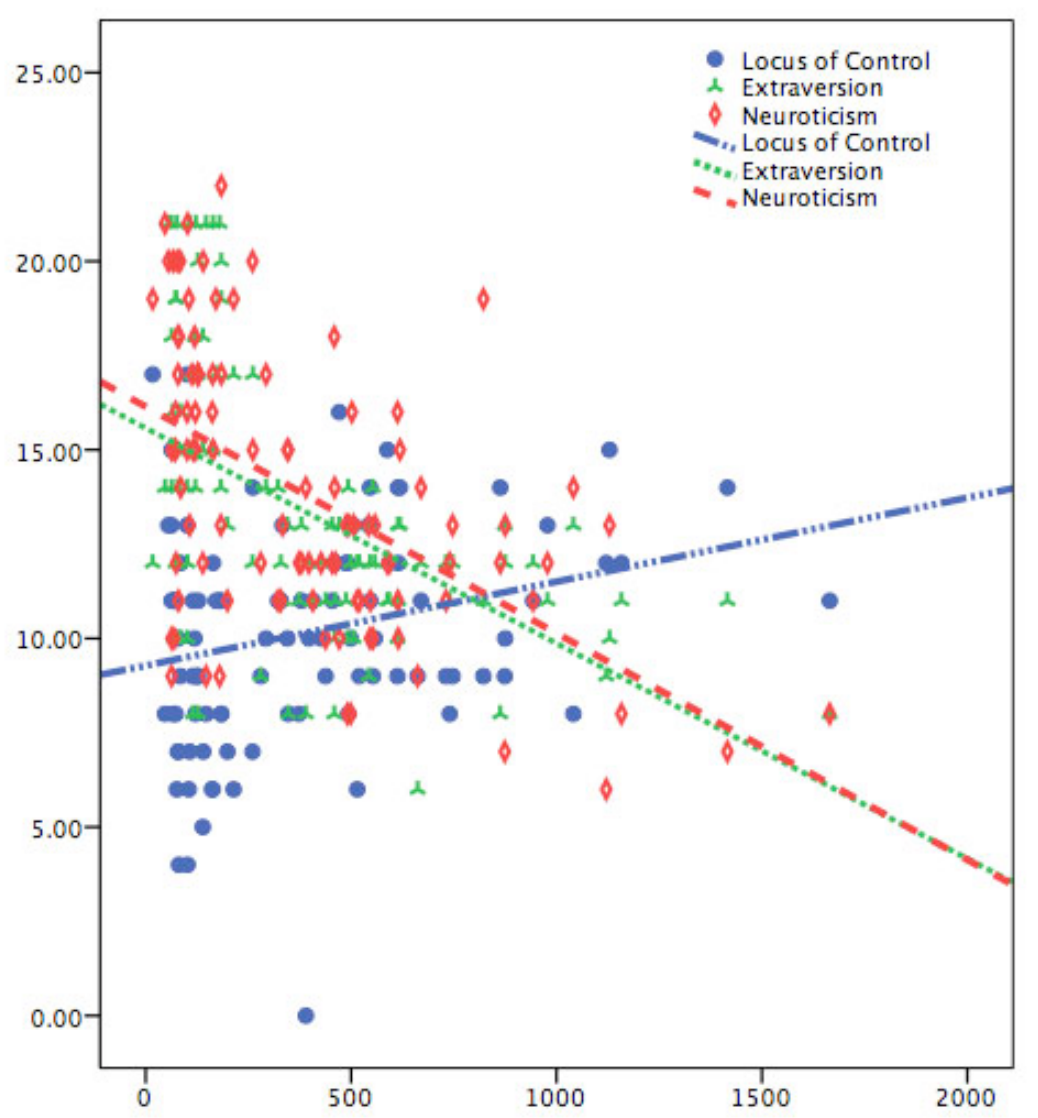 25.00
20.00
15.00
10.00
5.00
0.00
Locus of Control
Extraversion
Neuroticism
Locus of Control
Extraversion
Neuroticism
0 500 1000 1500 2000